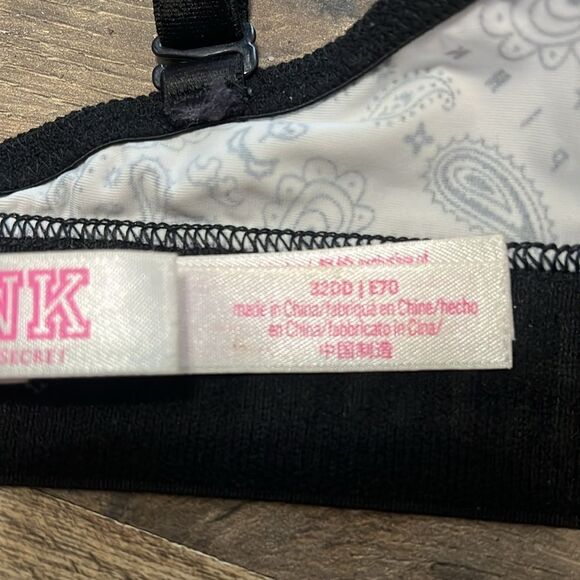 NK
SECRET
32DD | E70
made in China/fabriqué en Chine/hecho
en China/fabbricato in Cina/
中国制造